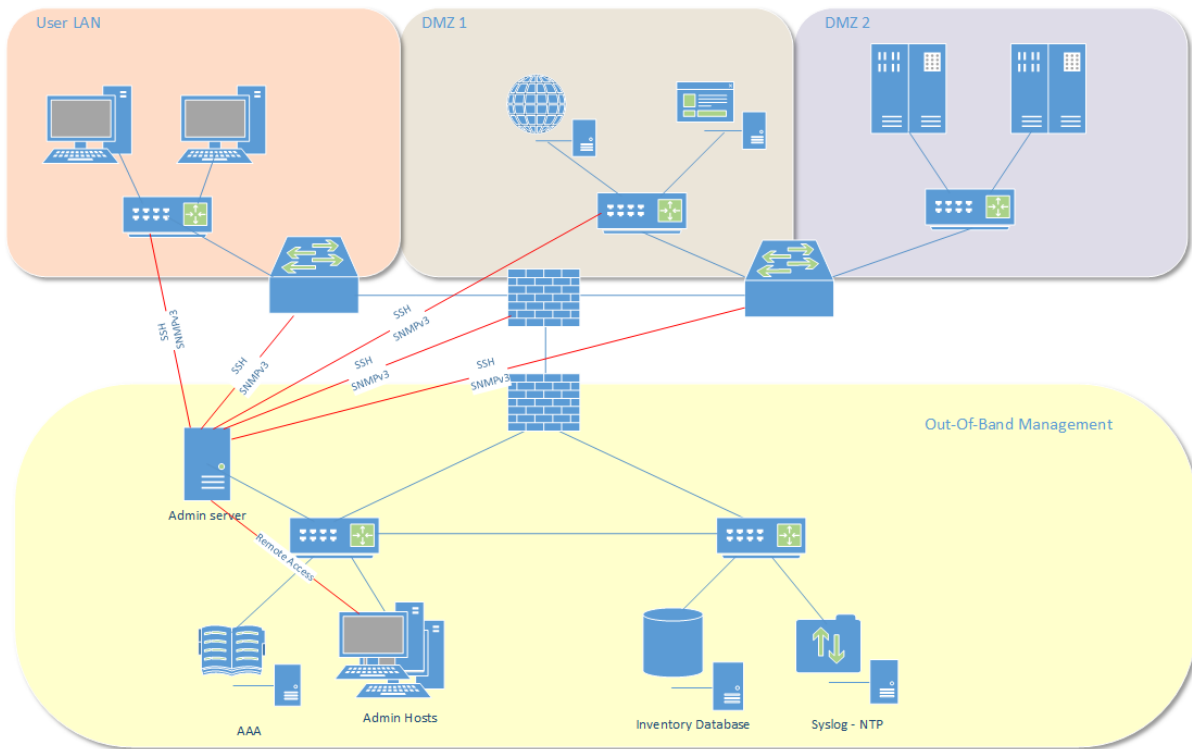 User LAN
DMZ 1
DMZ 2
SSH
SNMPv3
SSH
SNMPv3
SSH
SNMPv3
SSH
SNMPv3
SSH
SNMPv3
Out-Of-Band Management
Admin server
Remote Access
AAA
Admin Hosts
Inventory Database
Syslog - NTP